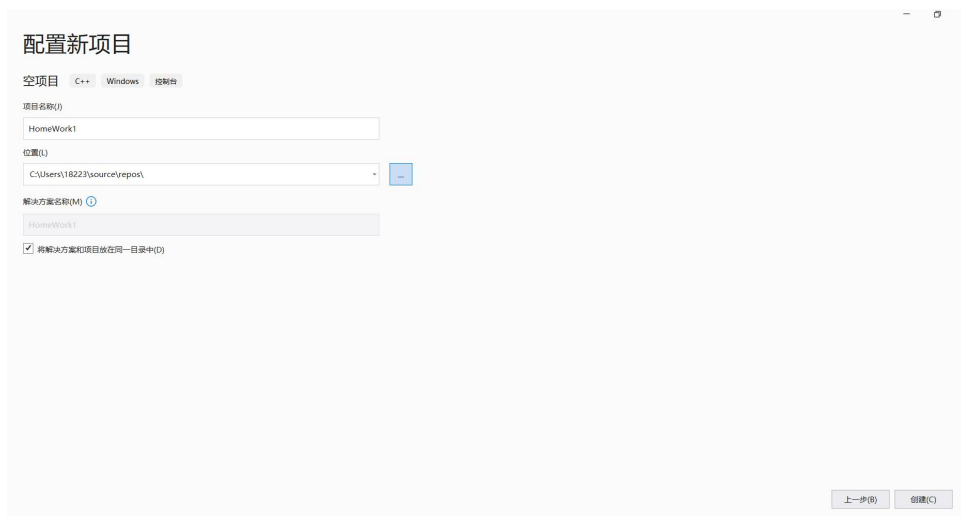 配置新项目
空项目 C++ Windows 控制台
项目名称(J)
HomeWork1
位置(L)
C:\Users\18223\source\repos\
...
解决方案名称(M)
HomeWork1
将解决方案和项目放在同一目录中(D)
上一步(B) 创建(C)